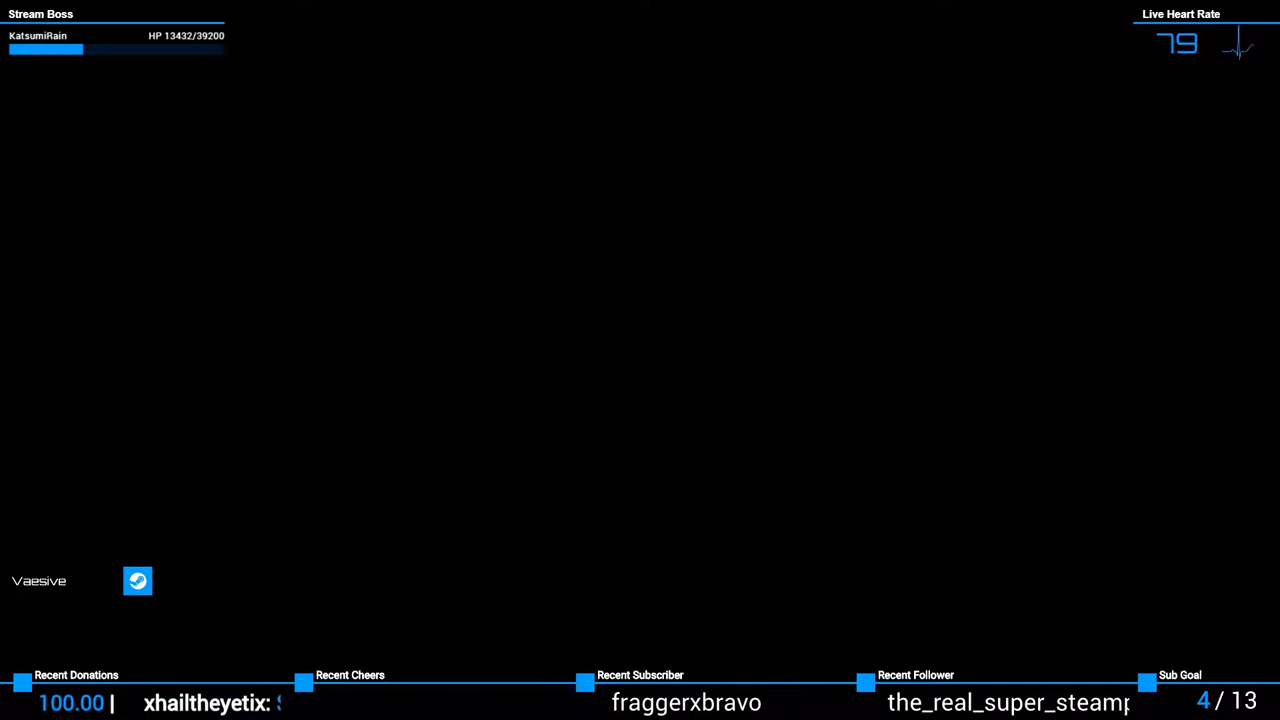 Stream Boss
KatsumiRain HP 13432/39200
Live Heart Rate
79
Vaesive
Recent Donations
100.00 | xhailtheyetix:
Recent Cheers
Recent Subscriber
fraggerxbravo
Recent Follower
the_real_super_steamp
Sub Goal
4 / 13